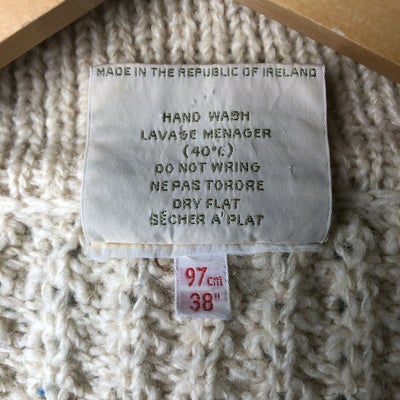 MADE IN THE REPUBLIC OF IRELAND
HAND WASH
LAVASE MENAGER
(40°C)
DO NOT WRING
NE PAS TORDRE
DRY FLAT
SÉCHER A' PLAT
97cm
38"